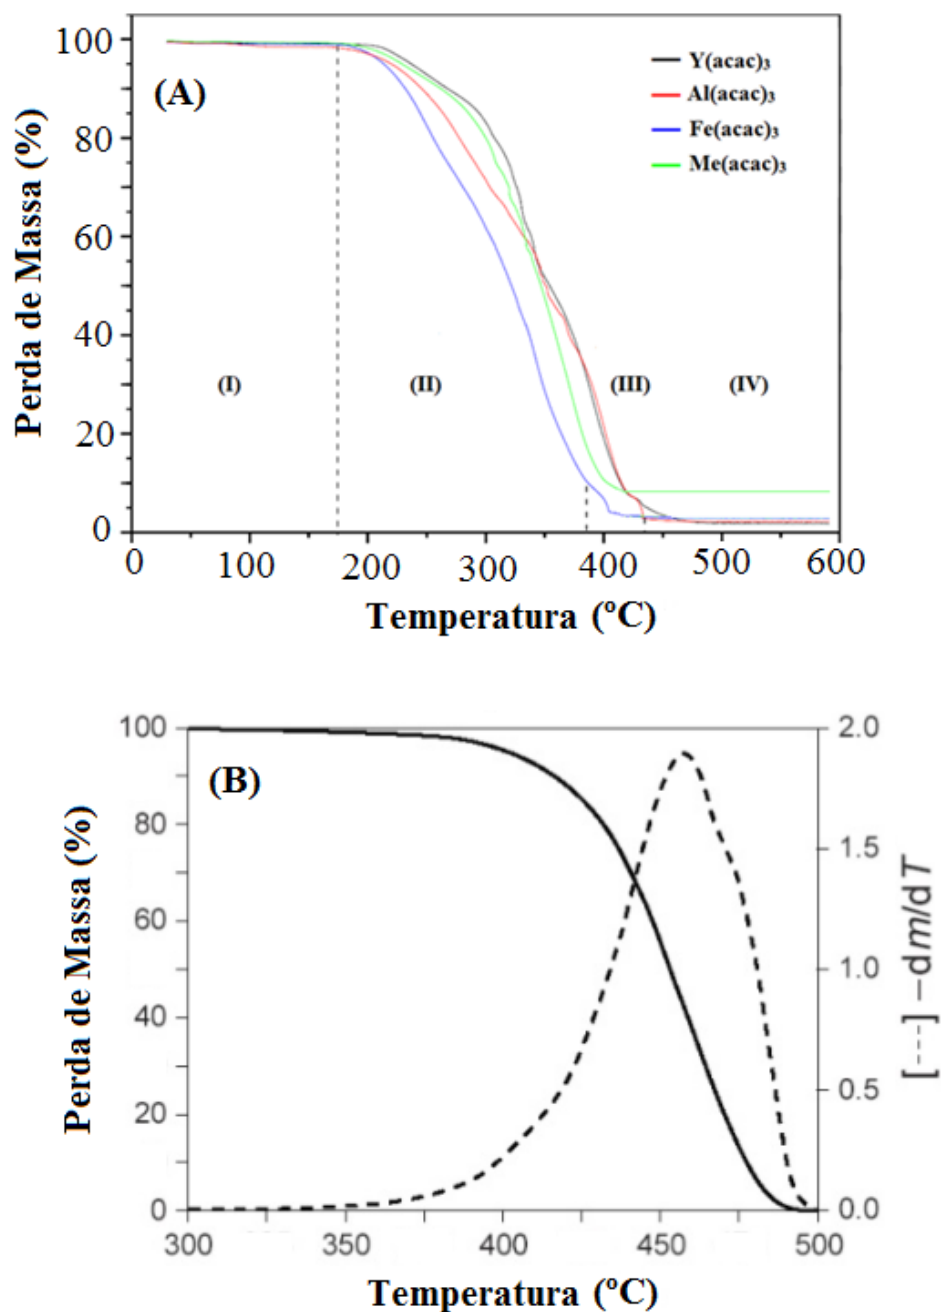 (A)
Y(acac)₃
Al(acac)₃
Fe(acac)₃
Me(acac)₃
Perda de Massa (%)
100
80
60
40
20
0
(I)
(II)
(III)
(IV)
0 100 200 300 400 500 600
Temperatura (ºC)
(B)
Perda de Massa (%)
100
80
60
40
20
0
2.0
1.5
1.0
0.5
0.0
[----] −dm/dT
300 350 400 450 500
Temperatura (ºC)